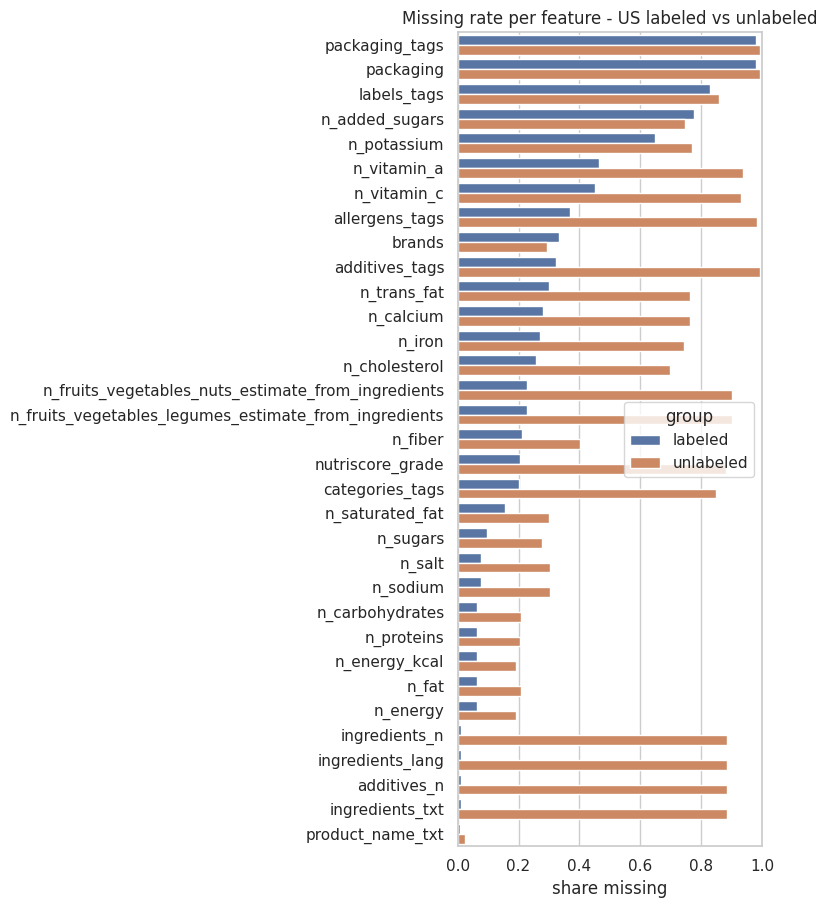 Missing rate per feature - US labeled vs unlabeled
packaging_tags
packaging
labels_tags
n_added_sugars
n_potassium
n_vitamin_a
n_vitamin_c
allergens_tags
brands
additives_tags
n_trans_fat
n_calcium
n_iron
n_cholesterol
n_fruits_vegetables_nuts_estimate_from_ingredients
n_fruits_vegetables_legumes_estimate_from_ingredients
n_fiber
nutriscore_grade
categories_tags
n_saturated_fat
n_sugars
n_salt
n_sodium
n_carbohydrates
n_proteins
n_energy_kcal
n_fat
n_energy
ingredients_n
ingredients_lang
additives_n
ingredients_txt
product_name_txt
group
labeled
unlabeled
0.0 0.2 0.4 0.6 0.8 1.0
share missing